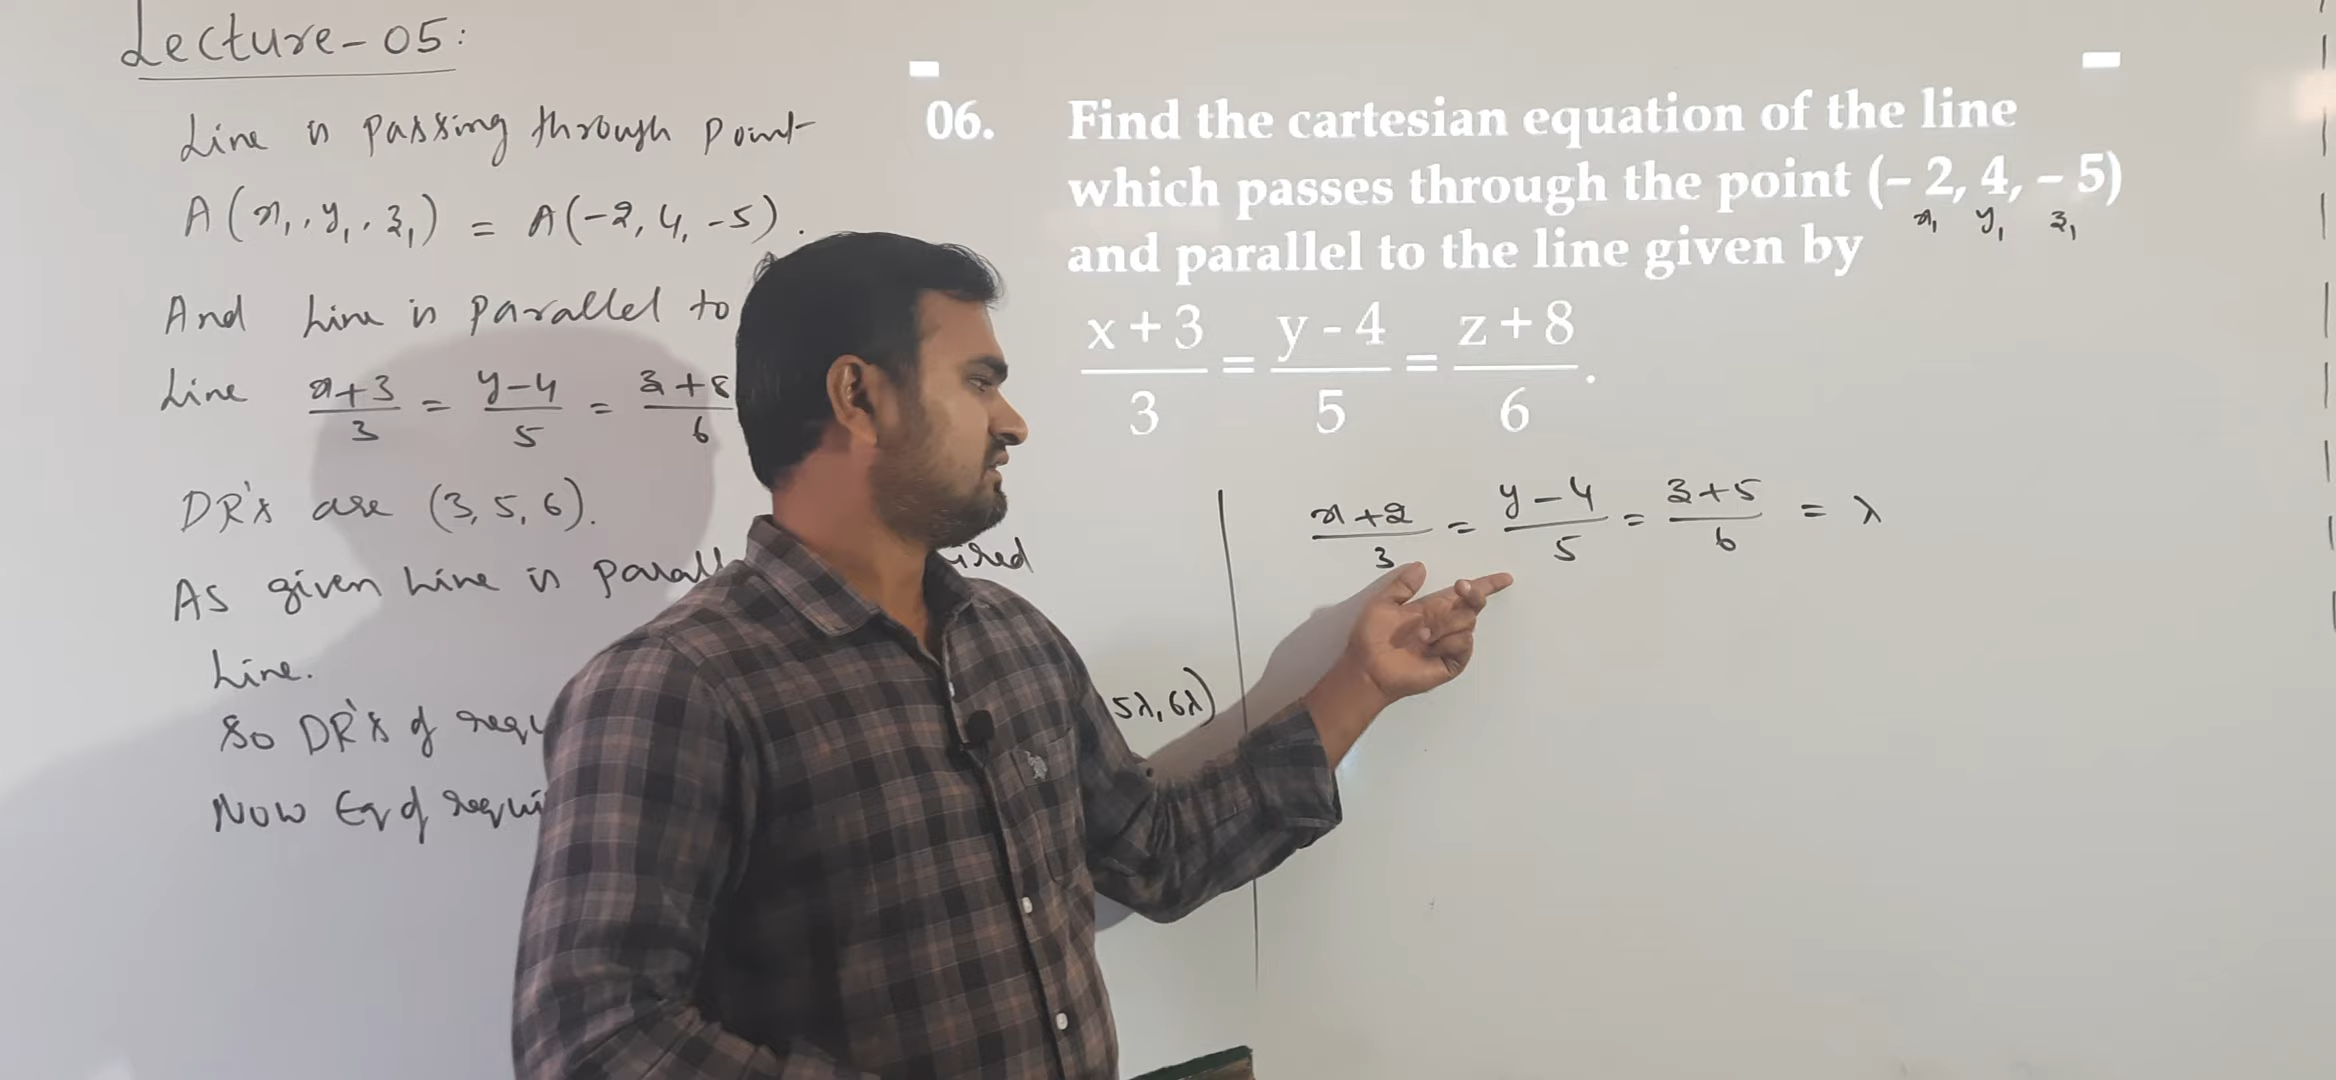 Lecture-05:
Line is passing through point
A(x₁, y₁, z₁) = A(-2, 4, -5).
And Line is parallel to
Line x+3/3 = y-4/5 = z+8/6
DR's are (3, 5, 6).
As given Line is parall ired
Line.
So DR's of requ 5λ, 6λ)
Now Eq of requi
06. Find the cartesian equation of the line
which passes through the point (– 2, 4, – 5)
x₁ y₁ z₁
and parallel to the line given by
x + 3/3 = y - 4/5 = z + 8/6.
x+2/3 = y-4/5 = z+5/6 = λ